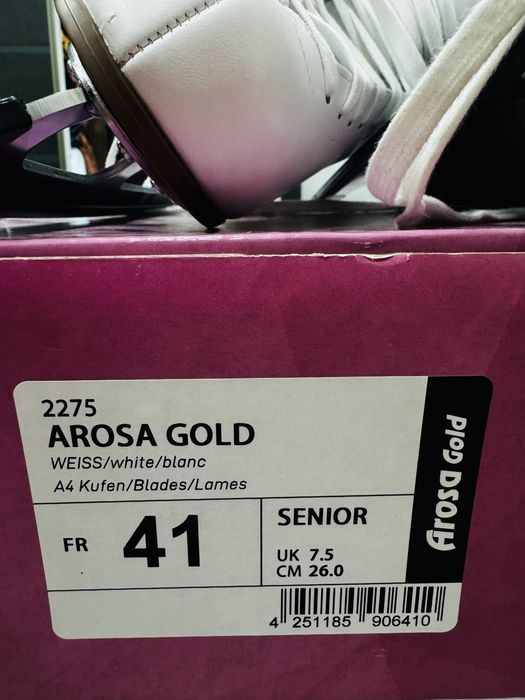 2275
AROSA GOLD
WEISS/white/blanc
A4 Kufen/Blades/Lames
FR 41
SENIOR
UK 7.5
CM 26.0
Arosa Gold
4 251185 906410